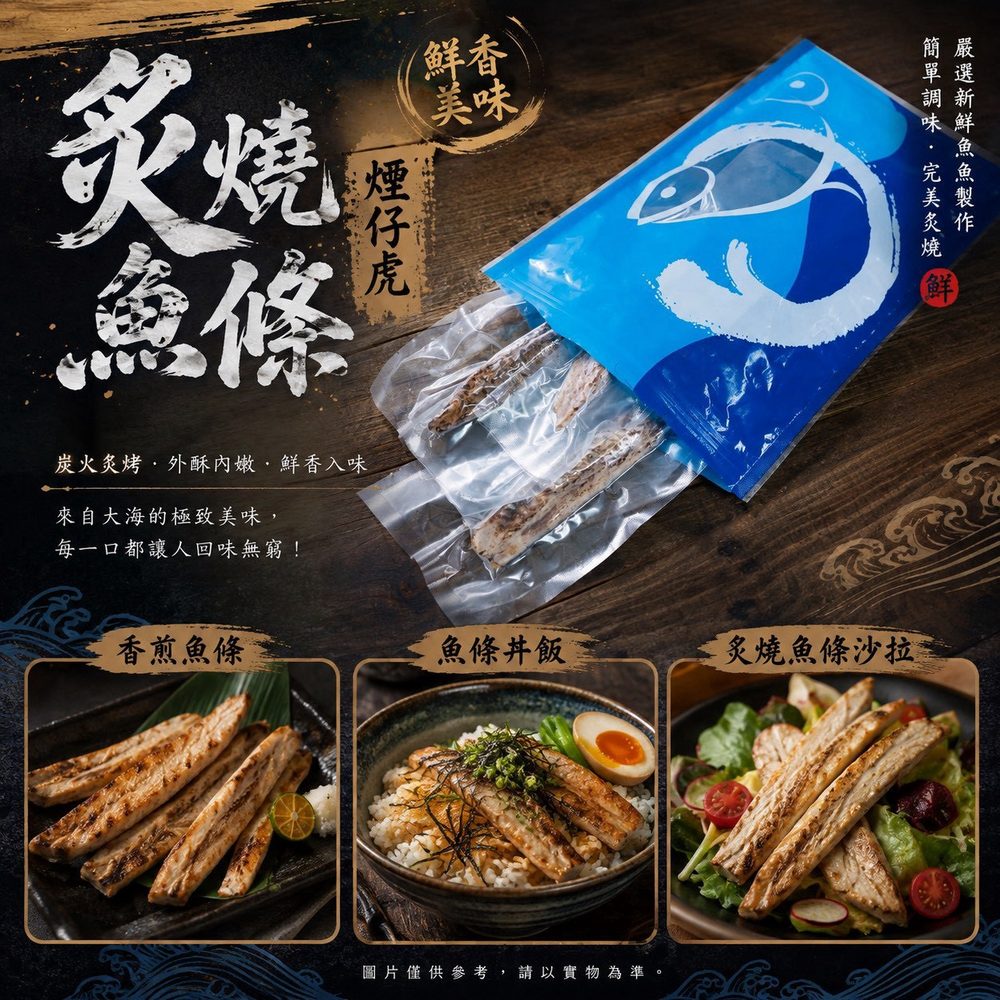 炙燒
魚條
煙仔虎
鮮香
美味
嚴選新鮮魚魚製作
簡單調味·完美炙燒
鮮
炭火炙烤·外酥內嫩·鮮香入味
來自大海的極致美味，
每一口都讓人回味無窮！
香煎魚條
魚條丼飯
炙燒魚條沙拉
圖片僅供參考，請以實物為準。